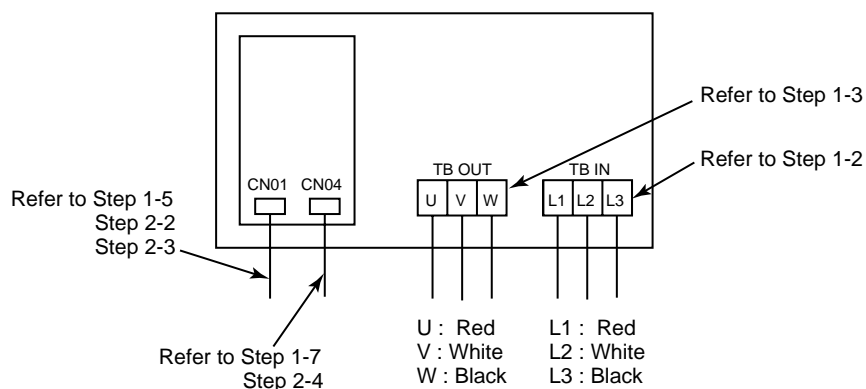 Refer to Step 1-3
TB OUT
TB IN
Refer to Step 1-2
CN01 CN04
U V W
L1 L2 L3
Refer to Step 1-5
Step 2-2
Step 2-3
U : Red
V : White
W : Black
L1 : Red
L2 : White
L3 : Black
Refer to Step 1-7
Step 2-4